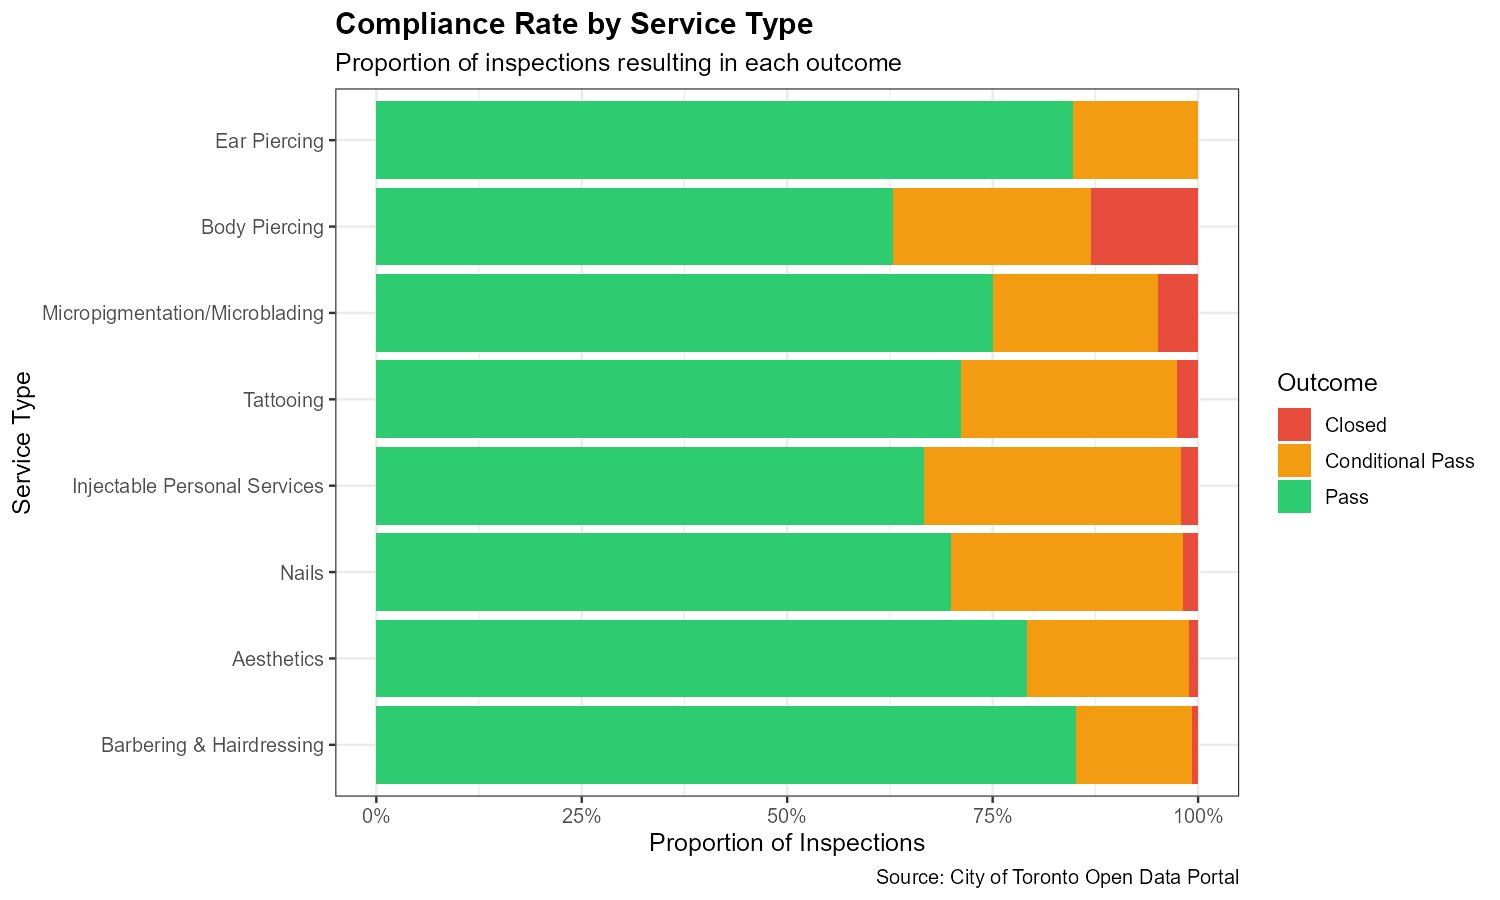 Compliance Rate by Service Type
Proportion of inspections resulting in each outcome
Service Type
Ear Piercing
Body Piercing
Micropigmentation/Microblading
Tattooing
Injectable Personal Services
Nails
Aesthetics
Barbering & Hairdressing
0% 25% 50% 75% 100%
Proportion of Inspections
Outcome
Closed
Conditional Pass
Pass
Source: City of Toronto Open Data Portal